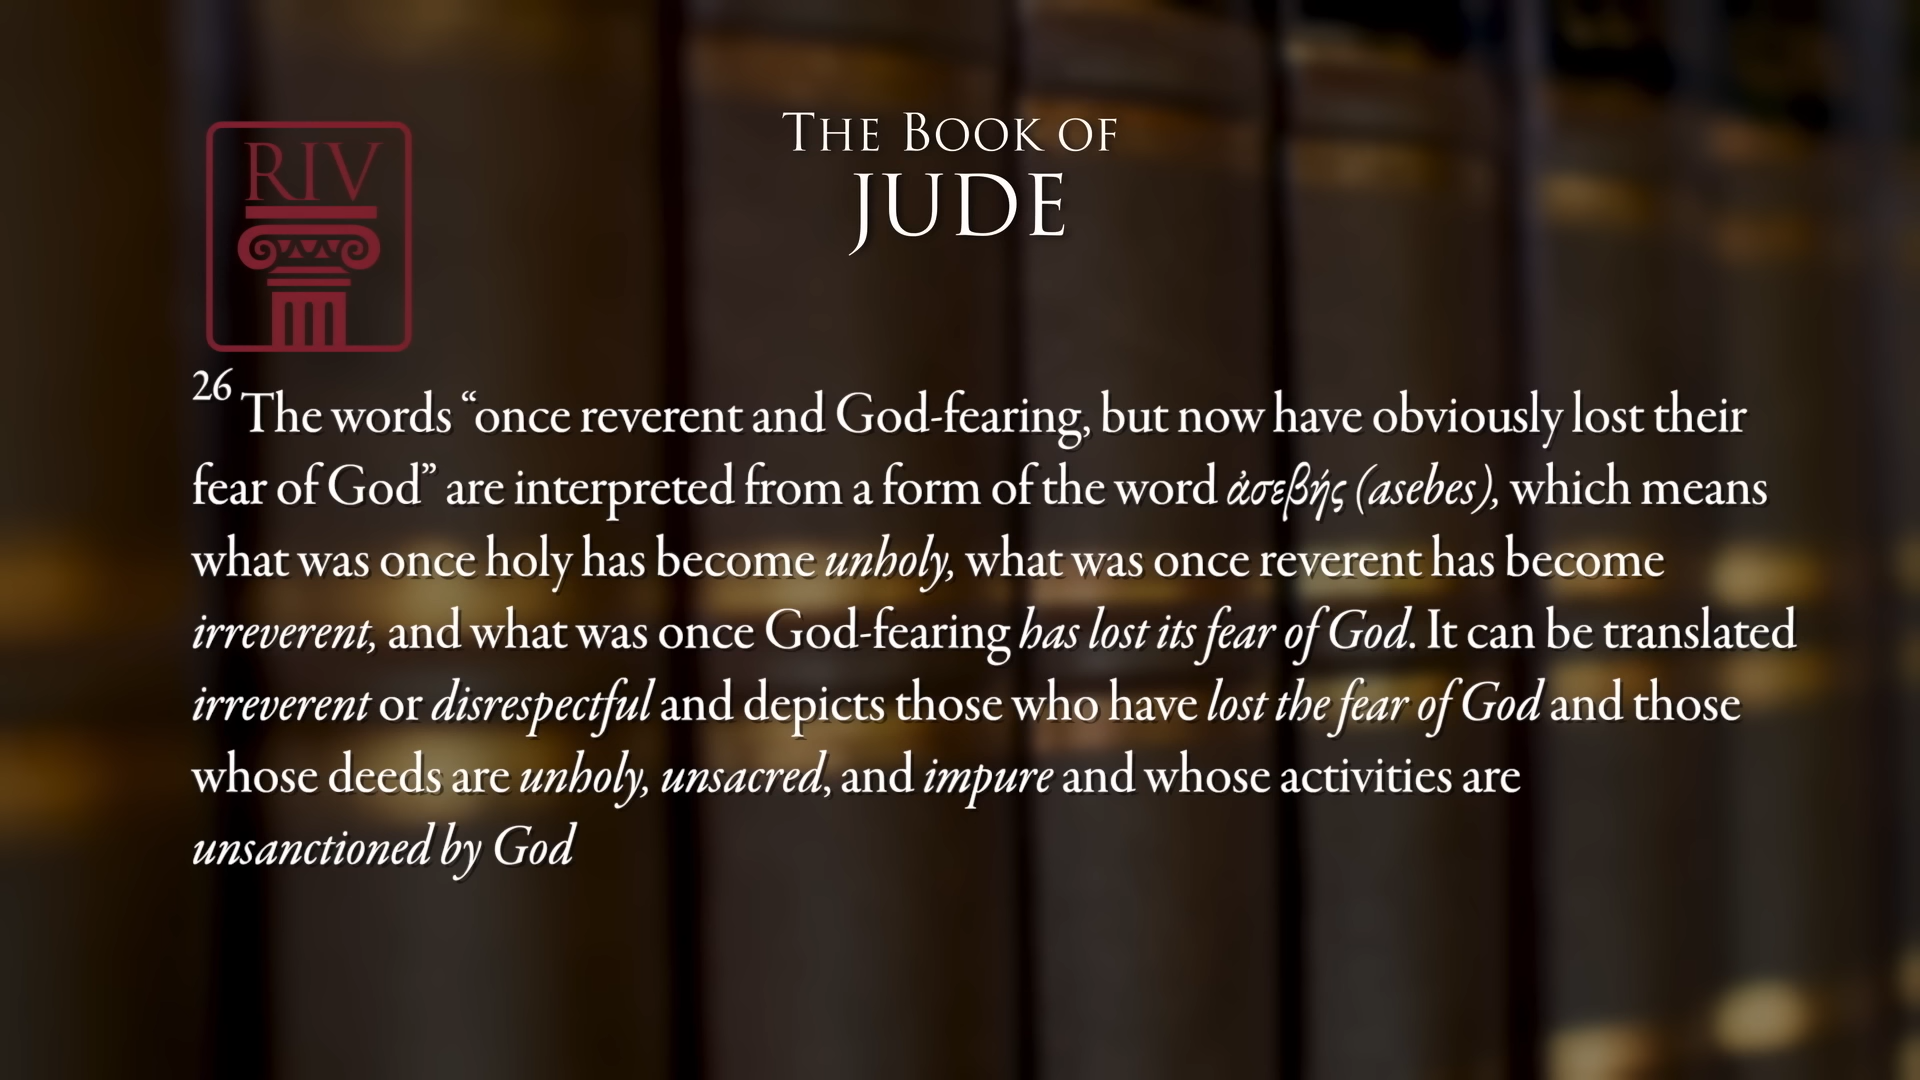 RIV
THE BOOK OF
JUDE
26 The words “once reverent and God-fearing, but now have obviously lost their
fear of God” are interpreted from a form of the word ἀσεβής (asebes), which means
what was once holy has become unholy, what was once reverent has become
irreverent, and what was once God-fearing has lost its fear of God. It can be translated
irreverent or disrespectful and depicts those who have lost the fear of God and those
whose deeds are unholy, unsacred, and impure and whose activities are
unsanctioned by God